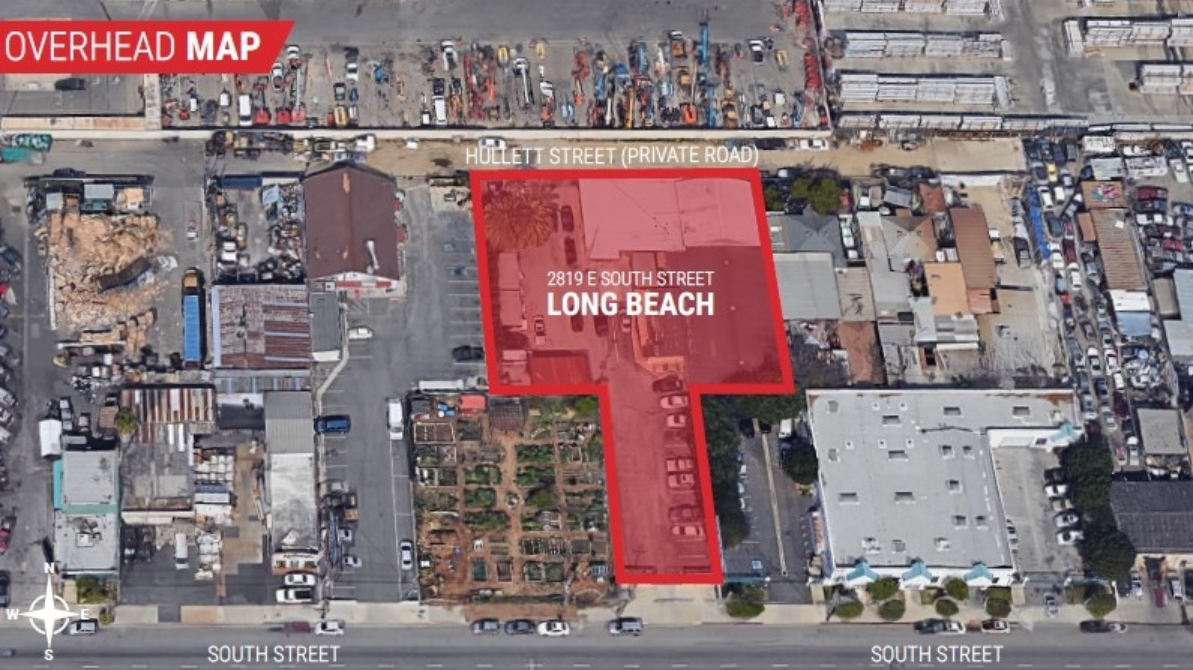 OVERHEAD MAP
HULLETT STREET (PRIVATE ROAD)
2819 E SOUTH STREET
LONG BEACH
N
W E
S
SOUTH STREET SOUTH STREET